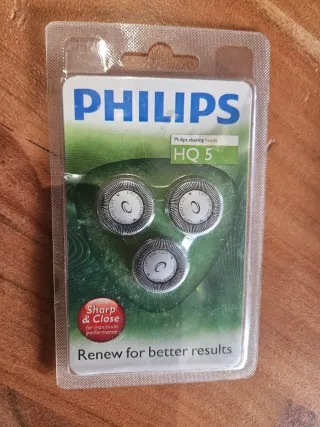 PHILIPS
Philips shaving heads
HQ 5
Sharp
& Close
for maximum
performance
Renew for better results